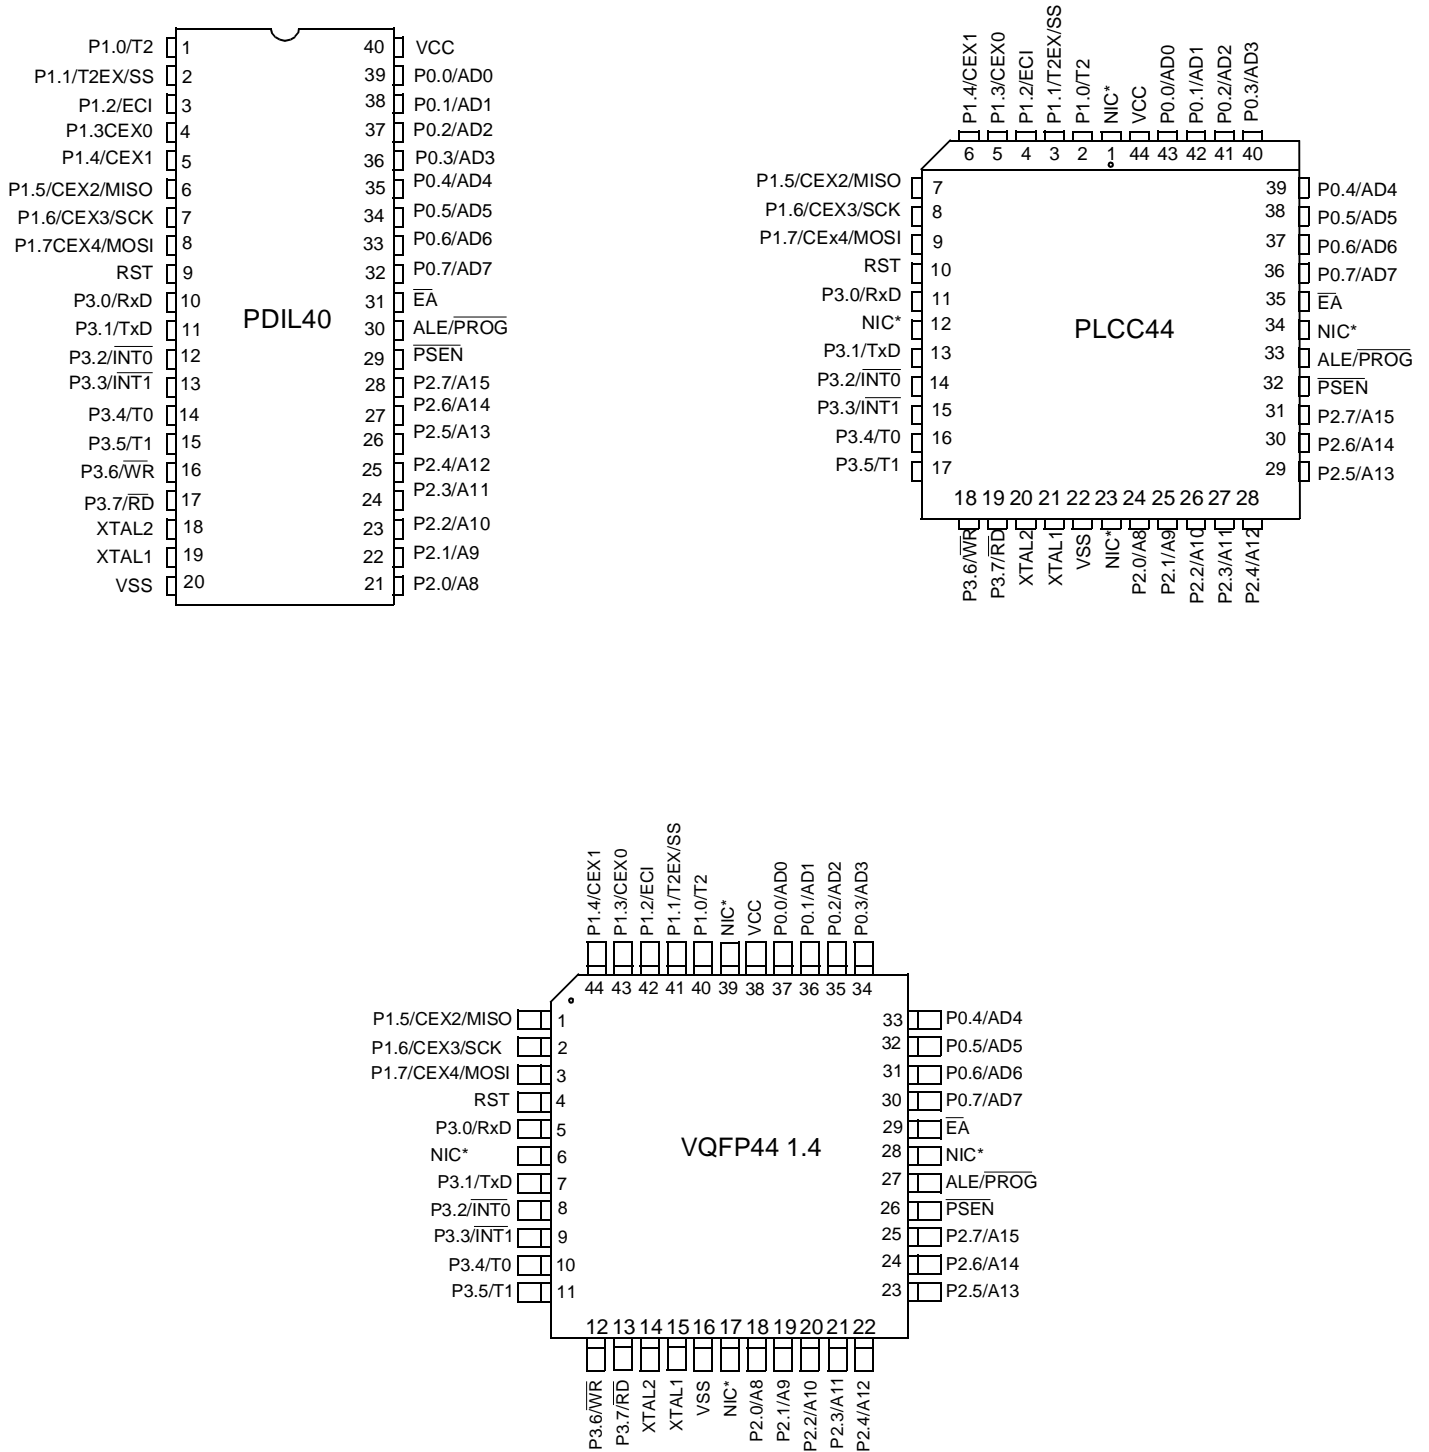 P1.0/T2 1 40 VCC
P1.1/T2EX/SS 2 39 P0.0/AD0
P1.2/ECI 3 38 P0.1/AD1
P1.3CEX0 4 37 P0.2/AD2
P1.4/CEX1 5 36 P0.3/AD3
P1.5/CEX2/MISO 6 35 P0.4/AD4
P1.6/CEX3/SCK 7 34 P0.5/AD5
P1.7CEX4/MOSI 8 33 P0.6/AD6
RST 9 32 P0.7/AD7
P3.0/RxD 10 31 EA
P3.1/TxD 11 30 ALE/PROG
P3.2/INT0 12 29 PSEN
P3.3/INT1 13 28 P2.7/A15
P3.4/T0 14 27 P2.6/A14
P3.5/T1 15 26 P2.5/A13
P3.6/WR 16 25 P2.4/A12
P3.7/RD 17 24 P2.3/A11
XTAL2 18 23 P2.2/A10
XTAL1 19 22 P2.1/A9
VSS 20 21 P2.0/A8
PDIL40
P1.4/CEX1
P1.3/CEX0
P1.2/ECI
P1.1/T2EX/SS
P1.0/T2
NIC*
VCC
P0.0/AD0
P0.1/AD1
P0.2/AD2
P0.3/AD3
6 5 4 3 2 1 44 43 42 41 40
P1.5/CEX2/MISO 7 39 P0.4/AD4
P1.6/CEX3/SCK 8 38 P0.5/AD5
P1.7/CEx4/MOSI 9 37 P0.6/AD6
RST 10 36 P0.7/AD7
P3.0/RxD 11 35 EA
NIC* 12 34 NIC*
P3.1/TxD 13 33 ALE/PROG
P3.2/INT0 14 32 PSEN
P3.3/INT1 15 31 P2.7/A15
P3.4/T0 16 30 P2.6/A14
P3.5/T1 17 29 P2.5/A13
PLCC44
18 19 20 21 22 23 24 25 26 27 28
P3.6/WR
P3.7/RD
XTAL2
XTAL1
VSS
NIC*
P2.0/A8
P2.1/A9
P2.2/A10
P2.3/A11
P2.4/A12
P1.4/CEX1
P1.3/CEX0
P1.2/ECI
P1.1/T2EX/SS
P1.0/T2
NIC*
VCC
P0.0/AD0
P0.1/AD1
P0.2/AD2
P0.3/AD3
44 43 42 41 40 39 38 37 36 35 34
P1.5/CEX2/MISO 1 33 P0.4/AD4
P1.6/CEX3/SCK 2 32 P0.5/AD5
P1.7/CEX4/MOSI 3 31 P0.6/AD6
RST 4 30 P0.7/AD7
P3.0/RxD 5 29 EA
NIC* 6 28 NIC*
P3.1/TxD 7 27 ALE/PROG
P3.2/INT0 8 26 PSEN
P3.3/INT1 9 25 P2.7/A15
P3.4/T0 10 24 P2.6/A14
P3.5/T1 11 23 P2.5/A13
VQFP44 1.4
12 13 14 15 16 17 18 19 20 21 22
P3.6/WR
P3.7/RD
XTAL2
XTAL1
VSS
NIC*
P2.0/A8
P2.1/A9
P2.2/A10
P2.3/A11
P2.4/A12